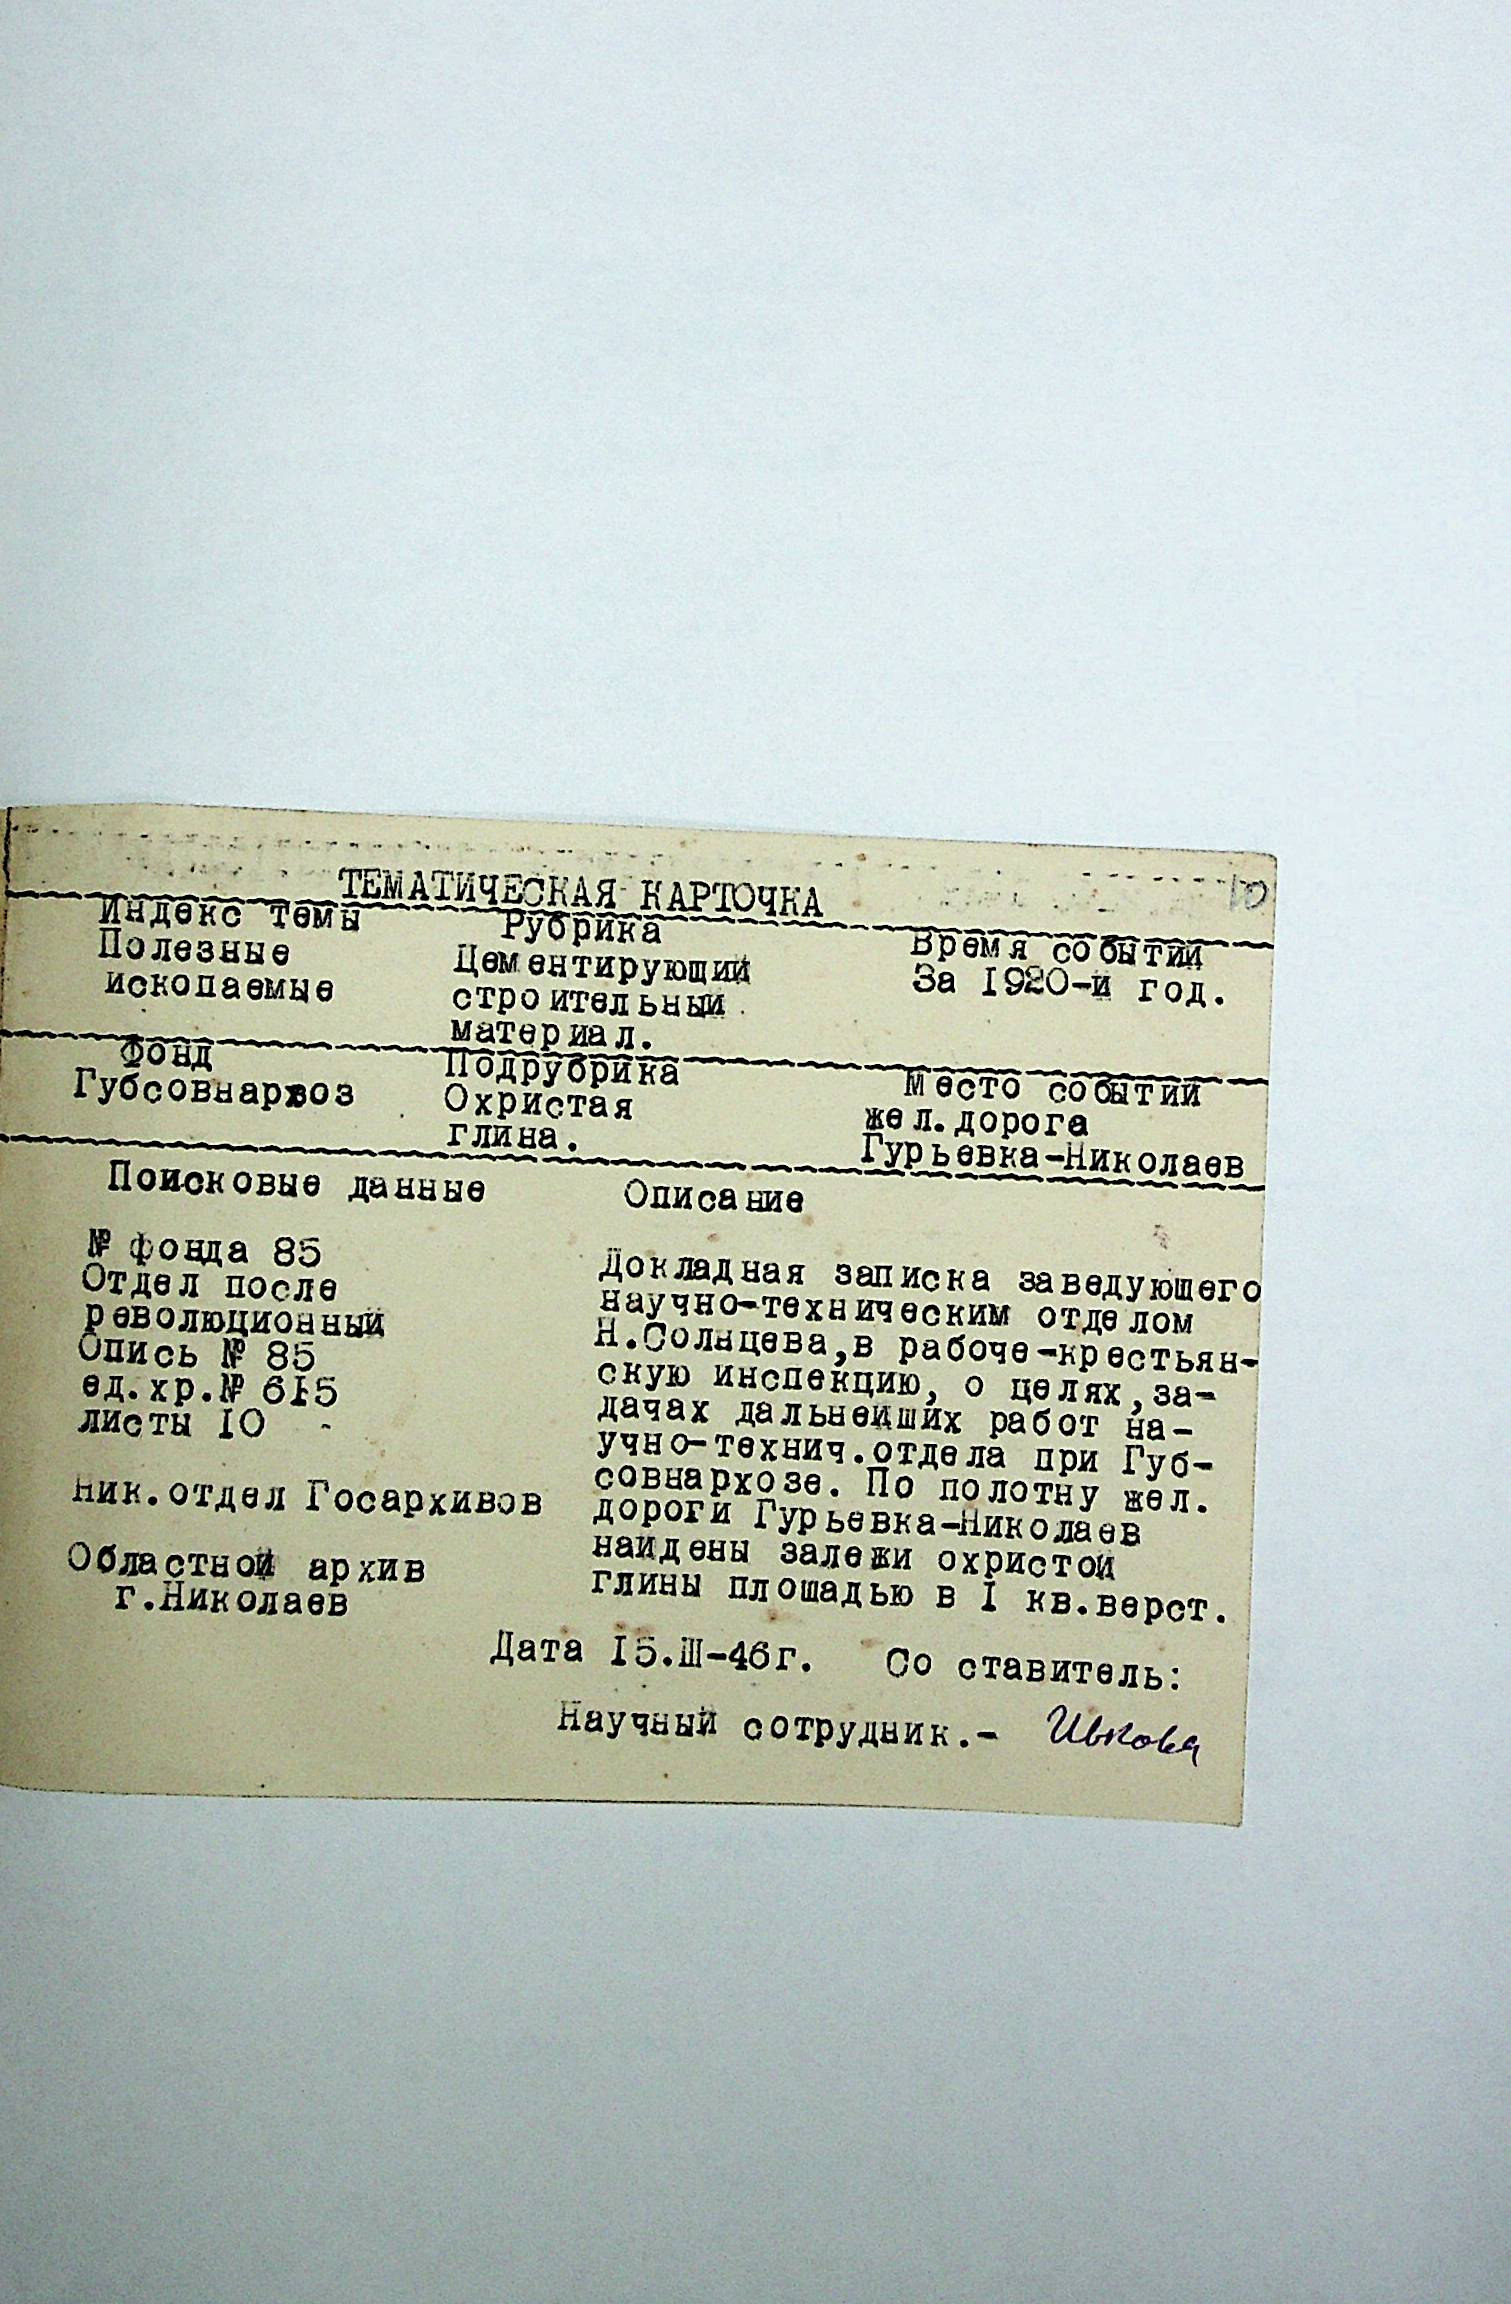 10
ТЕМАТИЧЕСКАЯ КАРТОЧКА
Индекс темы
Полезные
ископаемые
Рубрика
Цементирующий
строительный
материал.
Время событий
За 1920-й год.
Фонд
Губсовнархоз
Подрубрика
Охристая
глина.
Место событий
жел.дорога
Гурьевка-Николаев
Поисковые данные
№ фонда 85
Отдел после
революционный
Опись № 85
ед.хр.№ 615
листы 10
Ник.отдел Госархивов
Областной архив
г.Николаев
Описание
Докладная записка заведующего
научно-техническим отделом
Н.Солнцева,в рабоче-крестьян-
скую инспекцию, о целях,за-
дачах дальнейших работ на-
учно-технич.отдела при Губ-
совнархозе. По полотну жел.
дороги Гурьевка-Николаев
найдены залежи охристой
глины площадью в 1 кв.верст.
Дата 15.Ш-46г. Составитель:
Научный сотрудник.- Ивкова